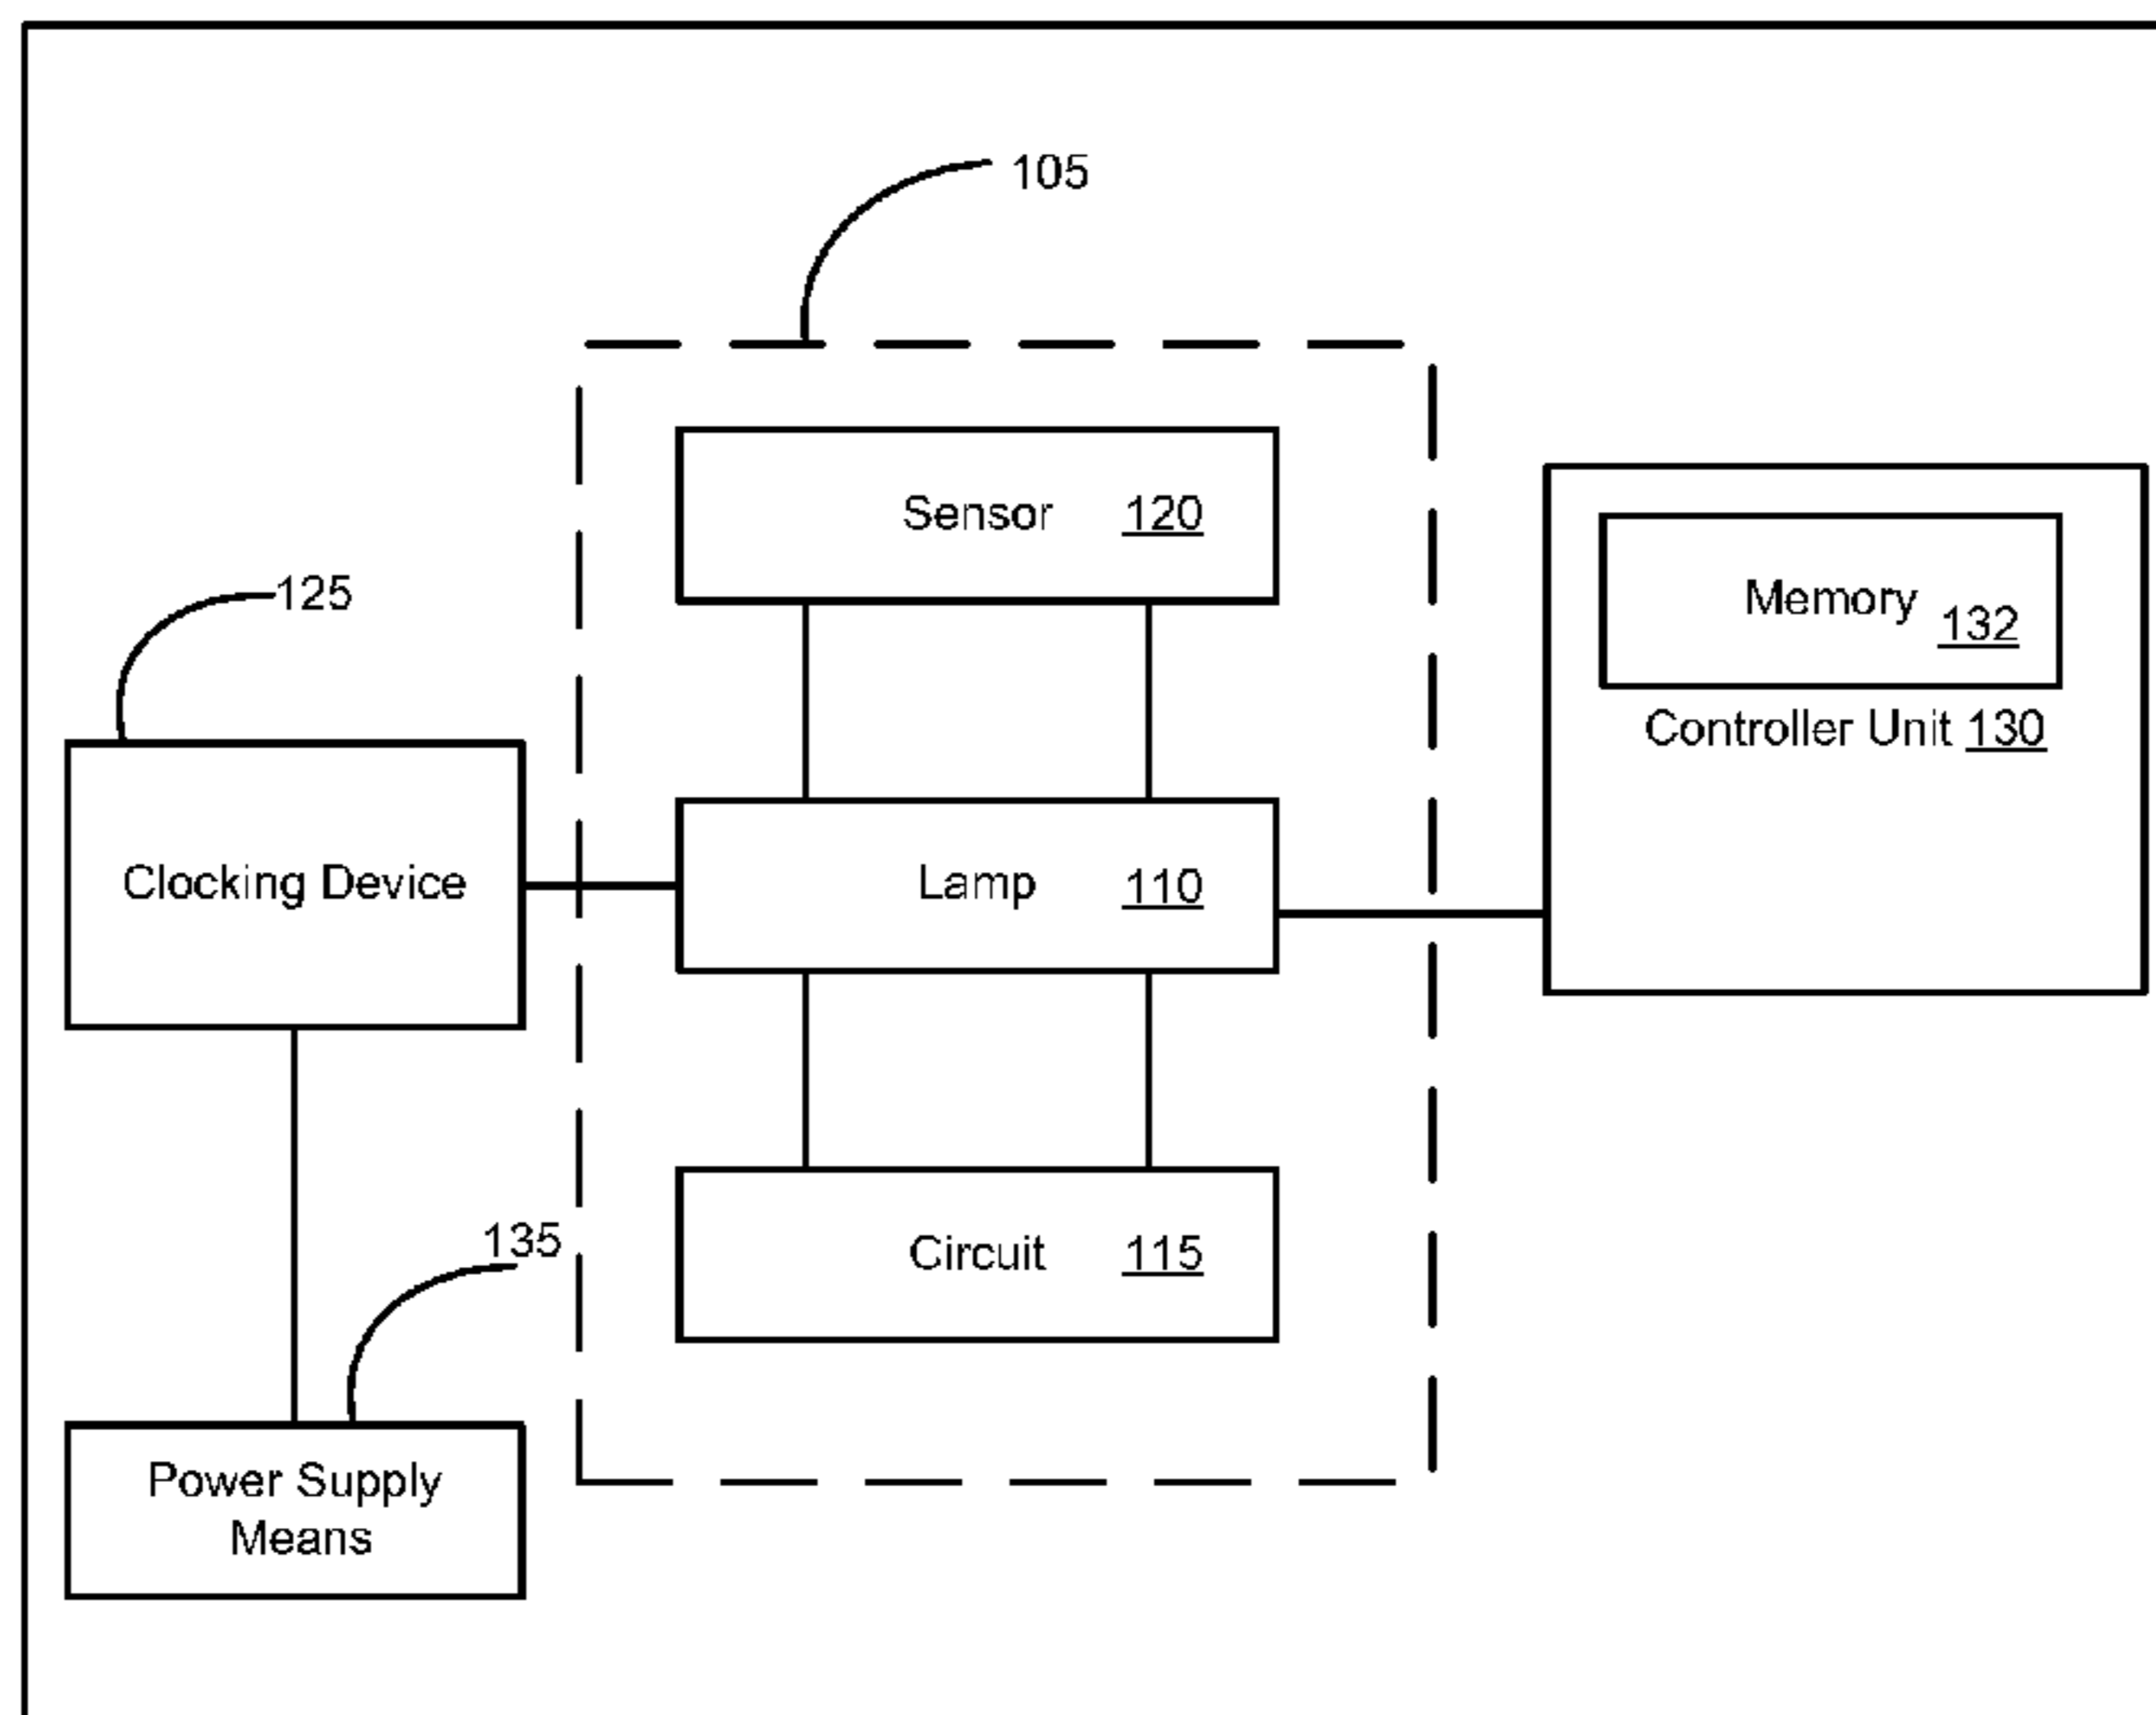 105
Sensor 120
125
Memory 132
Controller Unit 130
Clocking Device
Lamp 110
135
Circuit 115
Power Supply
Means